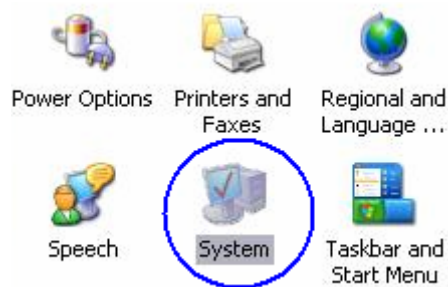 Power Options
Printers and
Faxes
Regional and
Language ...
Speech
System
Taskbar and
Start Menu